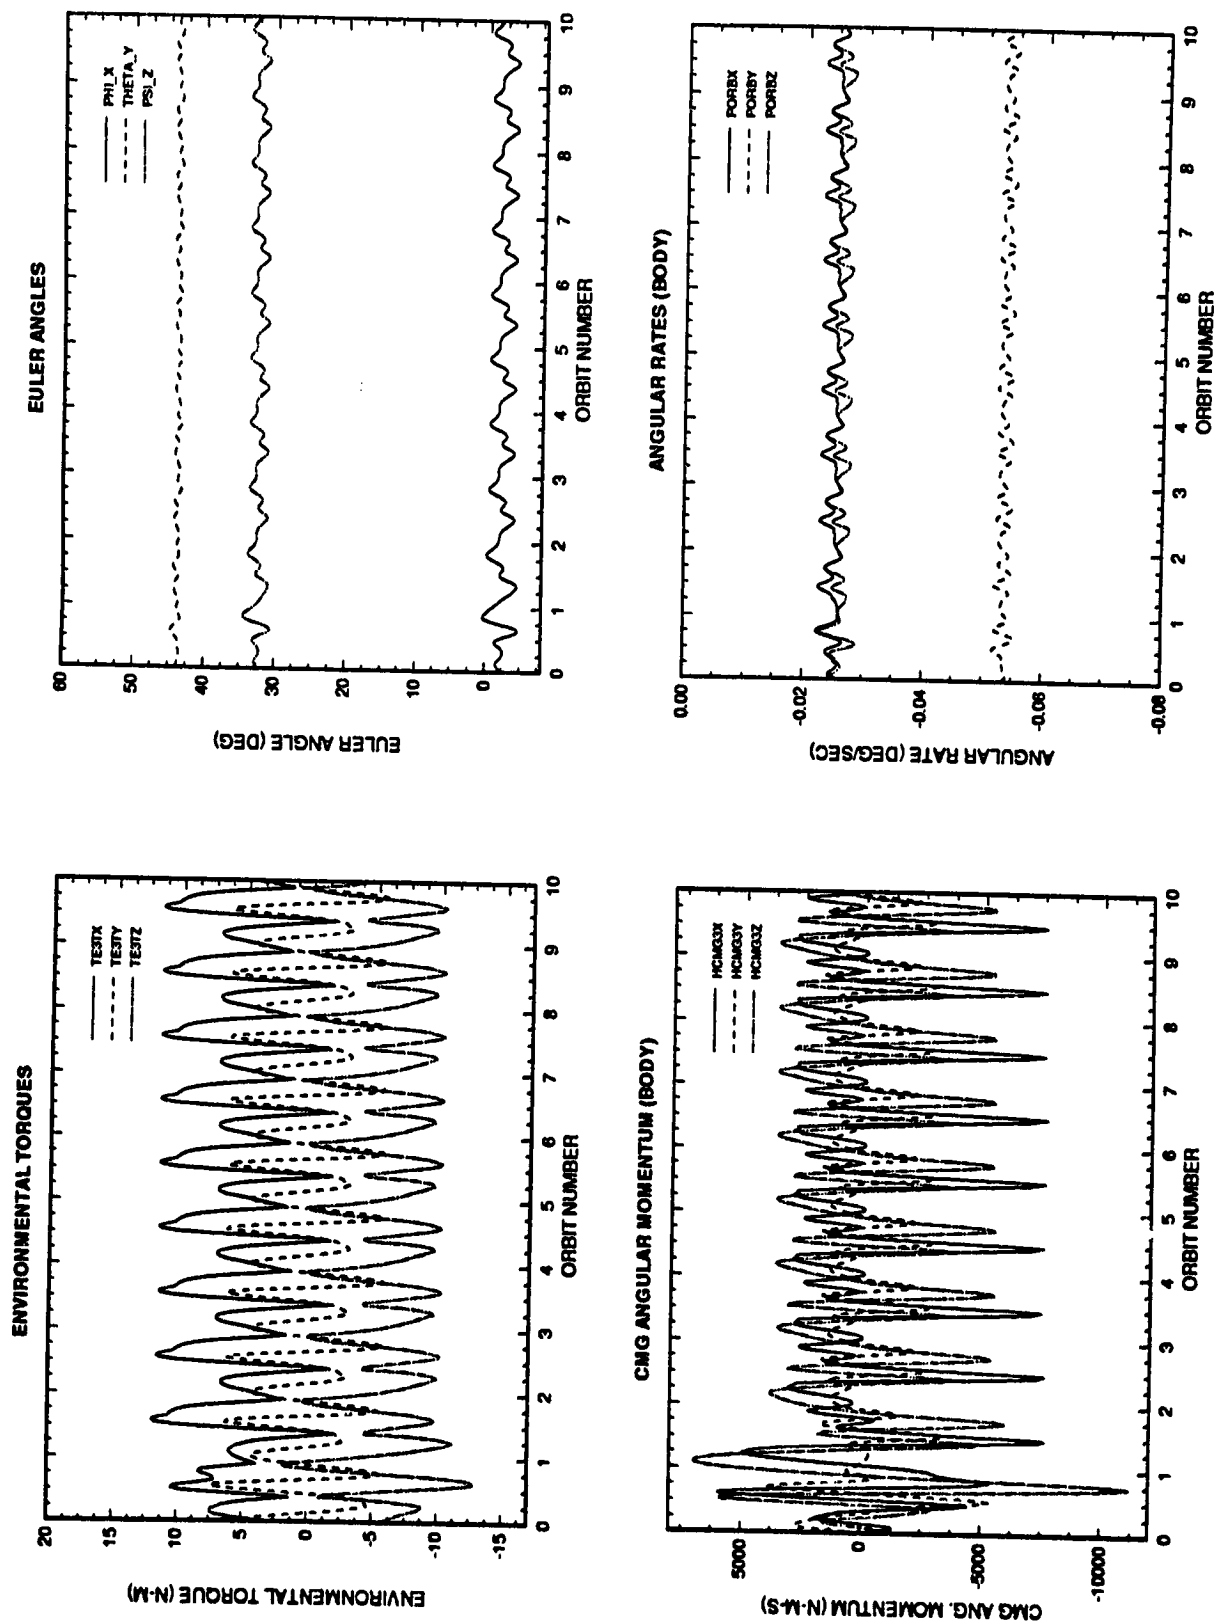 ENVIRONMENTAL TORQUES
ENVIRONMENTAL TORQUE (N-M)
20
15
10
5
0
-5
-10
-15
TE3TX
TE3TY
TE3TZ
0 1 2 3 4 5 6 7 8 9 10
ORBIT NUMBER
EULER ANGLES
EULER ANGLE (DEG)
60
50
40
30
20
10
0
PHI_X
THETA_Y
PSI_Z
0 1 2 3 4 5 6 7 8 9 10
ORBIT NUMBER
CMG ANGULAR MOMENTUM (BODY)
CMG ANG. MOMENTUM (N-M-S)
5000
0
-5000
-10000
HCMG3X
HCMG3Y
HCMG3Z
0 1 2 3 4 5 6 7 8 9 10
ORBIT NUMBER
ANGULAR RATES (BODY)
ANGULAR RATE (DEG/SEC)
0.00
-0.02
-0.04
-0.06
-0.08
PORBX
PORBY
PORBZ
0 1 2 3 4 5 6 7 8 9 10
ORBIT NUMBER